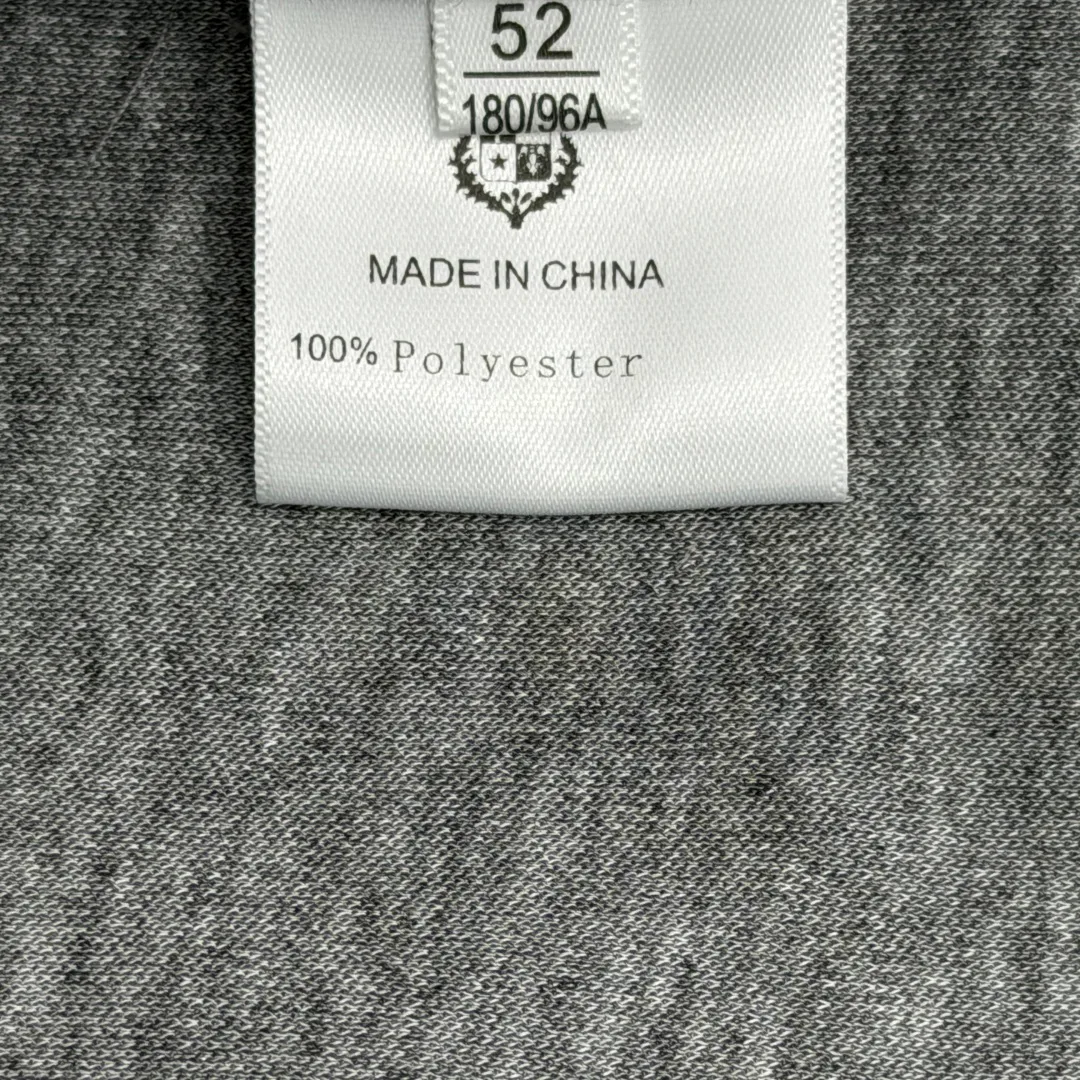 52
180/96A
MADE IN CHINA
100% Polyester